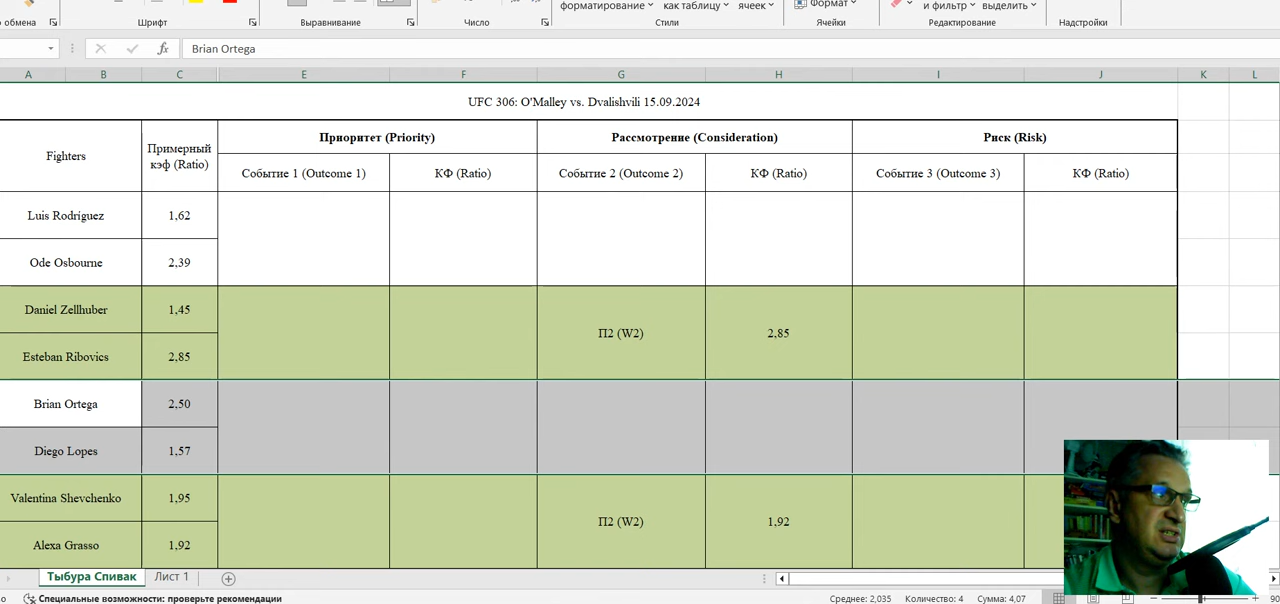 обмена
Шрифт
Выравнивание
Число
форматирование
как таблицу
ячеек
Стили
Формат
Ячейки
и фильтр
выделить
Редактирование
Надстройки
fx
Brian Ortega
A B C E F G H I J K L
UFC 306: O'Malley vs. Dvalishvili 15.09.2024
Fighters
Примерный
кэф (Ratio)
Приоритет (Priority)
Рассмотрение (Consideration)
Риск (Risk)
Событие 1 (Outcome 1)
КФ (Ratio)
Событие 2 (Outcome 2)
КФ (Ratio)
Событие 3 (Outcome 3)
КФ (Ratio)
Luis Rodríguez 1,62
Ode Osbourne 2,39
Daniel Zellhuber 1,45
П2 (W2) 2,85
Esteban Ribovics 2,85
Brian Ortega 2,50
Diego Lopes 1,57
Valentina Shevchenko 1,95
П2 (W2) 1,92
Alexa Grasso 1,92
Тыбура Спивак
Лист 1
Специальные возможности: проверьте рекомендации
Среднее: 2,035
Количество: 4
Сумма: 4,07
90